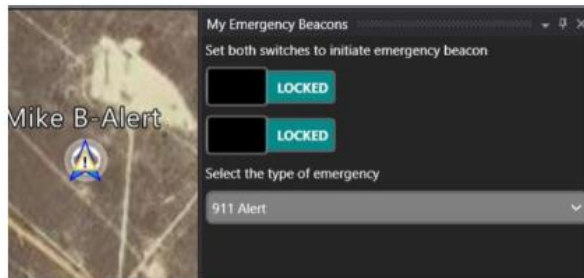 My Emergency Beacons
Set both switches to initiate emergency beacon
LOCKED
LOCKED
Mike B-Alert
Select the type of emergency
911 Alert